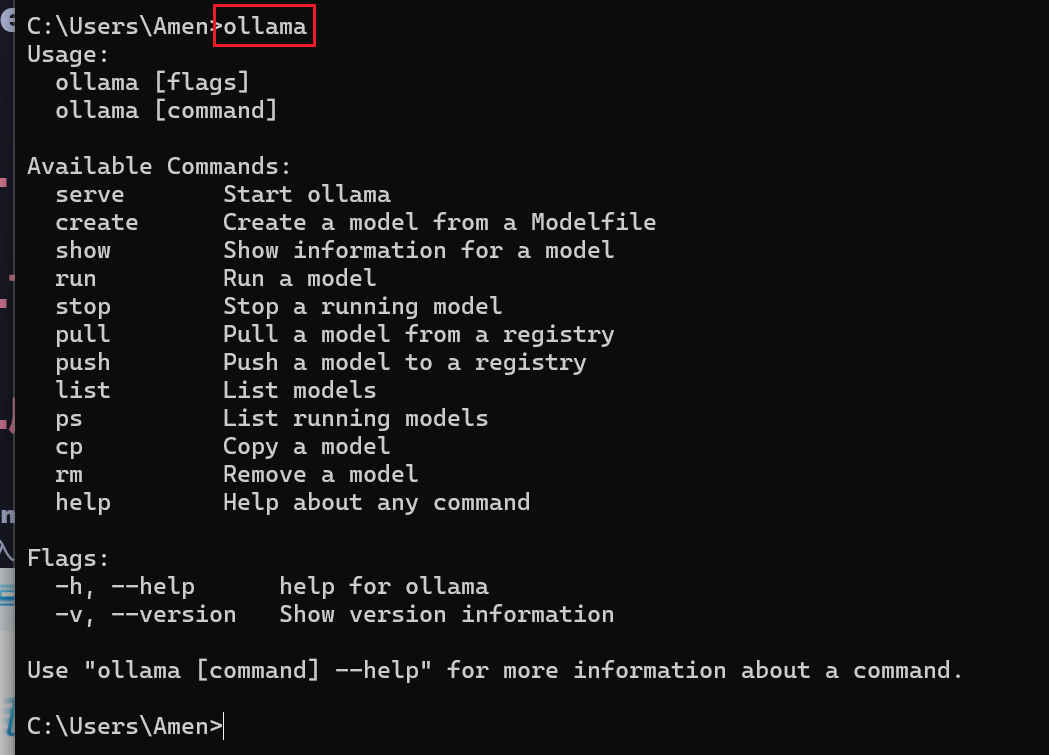 C:\Users\Amen>ollama
Usage:
  ollama [flags]
  ollama [command]

Available Commands:
  serve       Start ollama
  create      Create a model from a Modelfile
  show        Show information for a model
  run         Run a model
  stop        Stop a running model
  pull        Pull a model from a registry
  push        Push a model to a registry
  list        List models
  ps          List running models
  cp          Copy a model
  rm          Remove a model
  help        Help about any command

Flags:
  -h, --help      help for ollama
  -v, --version   Show version information

Use "ollama [command] --help" for more information about a command.

C:\Users\Amen>